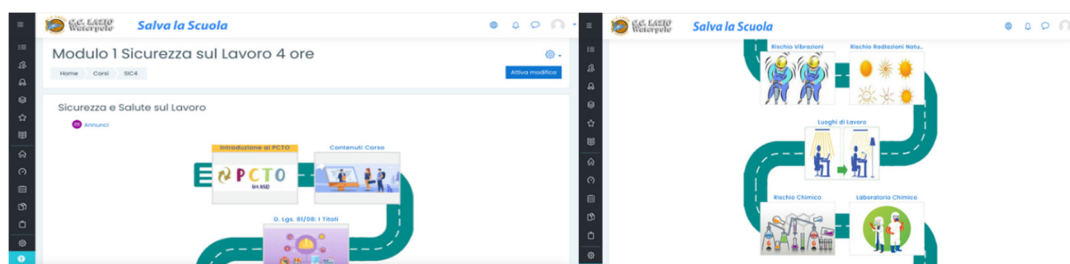 S.C. LAZIO
Waterpolo
Salva la Scuola
Modulo 1 Sicurezza sul Lavoro 4 ore
Home Corsi SIC4
Attiva modifica
Sicurezza e Salute sul Lavoro
Annunci
Introduzione al PCTO
Contenuti Corso
PCTO
D. Lgs. 81/08: I Titoli
S.C. LAZIO
Waterpolo
Salva la Scuola
Rischio Vibrazioni
Rischio Radiazioni Natu..
Luoghi di Lavoro
Rischio Chimico
Laboratorio Chimico